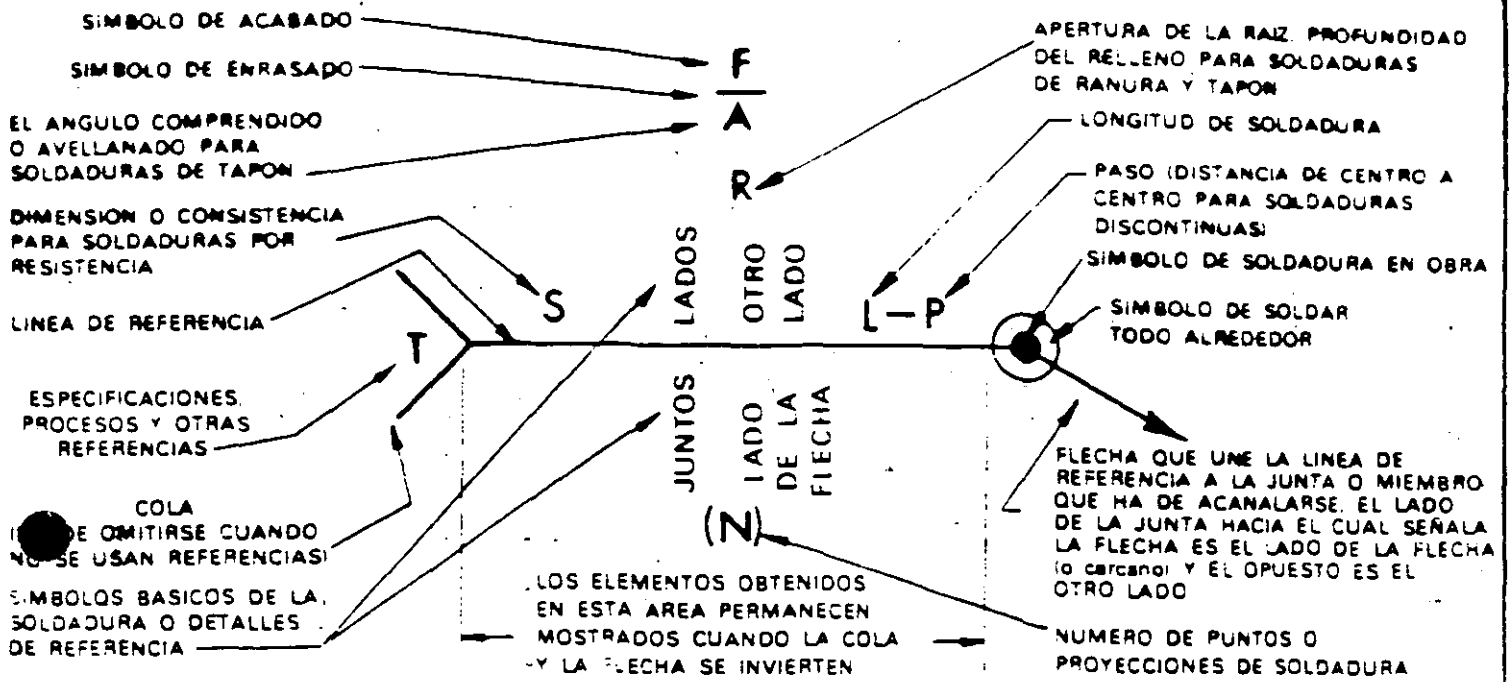 SIMBOLO DE ACABADO
SIMBOLO DE ENRASADO
EL ANGULO COMPRENDIDO
O AVELLANADO PARA
SOLDADURAS DE TAPON
DIMENSION O CONSISTENCIA
PARA SOLDADURAS POR
RESISTENCIA
LINEA DE REFERENCIA
ESPECIFICACIONES,
PROCESOS Y OTRAS
REFERENCIAS
COLA
DE OMITIRSE CUANDO
NO SE USAN REFERENCIAS)
SIMBOLOS BASICOS DE LA
SOLDADURA O DETALLES
DE REFERENCIA
F
A
R
S
T
L-P
(N)
JUNTOS LADOS
OTRO
LADO
LADO
DE LA
FLECHA
LOS ELEMENTOS OBTENIDOS
EN ESTA AREA PERMANECEN
MOSTRADOS CUANDO LA COLA
Y LA FLECHA SE INVIERTEN
APERTURA DE LA RAIZ. PROFUNDIDAD
DEL RELLENO PARA SOLDADURAS
DE RANURA Y TAPON
LONGITUD DE SOLDADURA
PASO (DISTANCIA DE CENTRO A
CENTRO PARA SOLDADURAS
DISCONTINUAS)
SIMBOLO DE SOLDADURA EN OBRA
SIMBOLO DE SOLDAR
TODO ALREDEDOR
FLECHA QUE UNE LA LINEA DE
REFERENCIA A LA JUNTA O MIEMBRO
QUE HA DE ACANALARSE. EL LADO
DE LA JUNTA HACIA EL CUAL SEÑALA
LA FLECHA ES EL LADO DE LA FLECHA
(o carcano) Y EL OPUESTO ES EL
OTRO LADO
NUMERO DE PUNTOS O
PROYECCIONES DE SOLDADURA